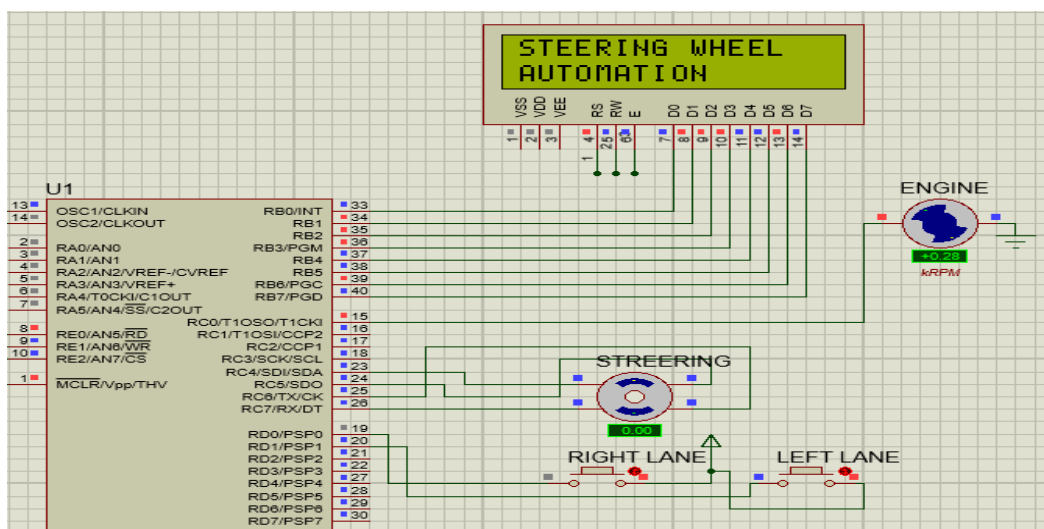 STEERING WHEEL
AUTOMATION
VSS
VDD
VEE
RS
RW
E
D0
D1
D2
D3
D4
D5
D6
D7
1
2
3
4
25
63
7
8
9
10
11
12
13
14
1
U1
13 OSC1/CLKIN RB0/INT 33
14 OSC2/CLKOUT RB1 34
RB2 35
2 RA0/AN0 RB3/PGM 36
3 RA1/AN1 RB4 37
4 RA2/AN2/VREF-/CVREF RB5 38
5 RA3/AN3/VREF+ RB6/PGC 39
6 RA4/T0CKI/C1OUT RB7/PGD 40
7 RA5/AN4/SS/C2OUT
RC0/T1OSO/T1CKI 15
8 RE0/AN5/RD RC1/T1OSI/CCP2 16
9 RE1/AN6/WR RC2/CCP1 17
10 RE2/AN7/CS RC3/SCK/SCL 18
RC4/SDI/SDA 23
1 MCLR/Vpp/THV RC5/SDO 24
RC6/TX/CK 25
RC7/RX/DT 26
RD0/PSP0 19
RD1/PSP1 20
RD2/PSP2 21
RD3/PSP3 22
RD4/PSP4 27
RD5/PSP5 28
RD6/PSP6 29
RD7/PSP7 30
ENGINE
+0.28
kRPM
STREERING
0.00
RIGHT LANE
LEFT LANE